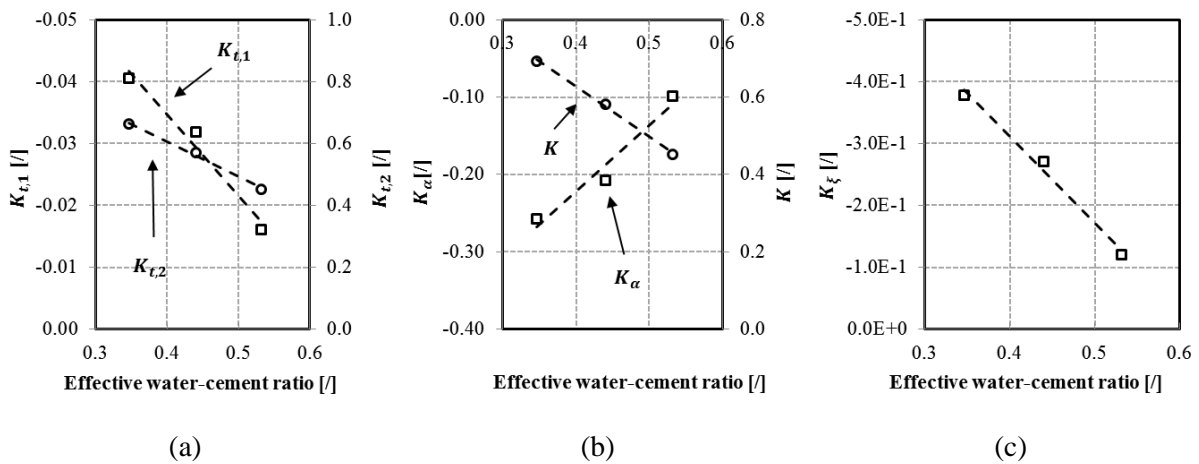 -0.05
-0.04
-0.03
-0.02
-0.01
0.00
K_{t,1} [/]
1.0
0.8
0.6
0.4
0.2
0.0
K_{t,2} [/]
K_{t,1}
K_{t,2}
0.3 0.4 0.5 0.6
Effective water-cement ratio [/]
(a)
0.00
-0.10
-0.20
-0.30
-0.40
K_α[/]
0.3 0.4 0.5 0.6
0.8
0.6
0.4
0.2
0.0
K [/]
K
K_α
Effective water-cement ratio [/]
(b)
-5.0E-1
-4.0E-1
-3.0E-1
-2.0E-1
-1.0E-1
0.0E+0
K_ξ [/]
0.3 0.4 0.5 0.6
Effective water-cement ratio [/]
(c)